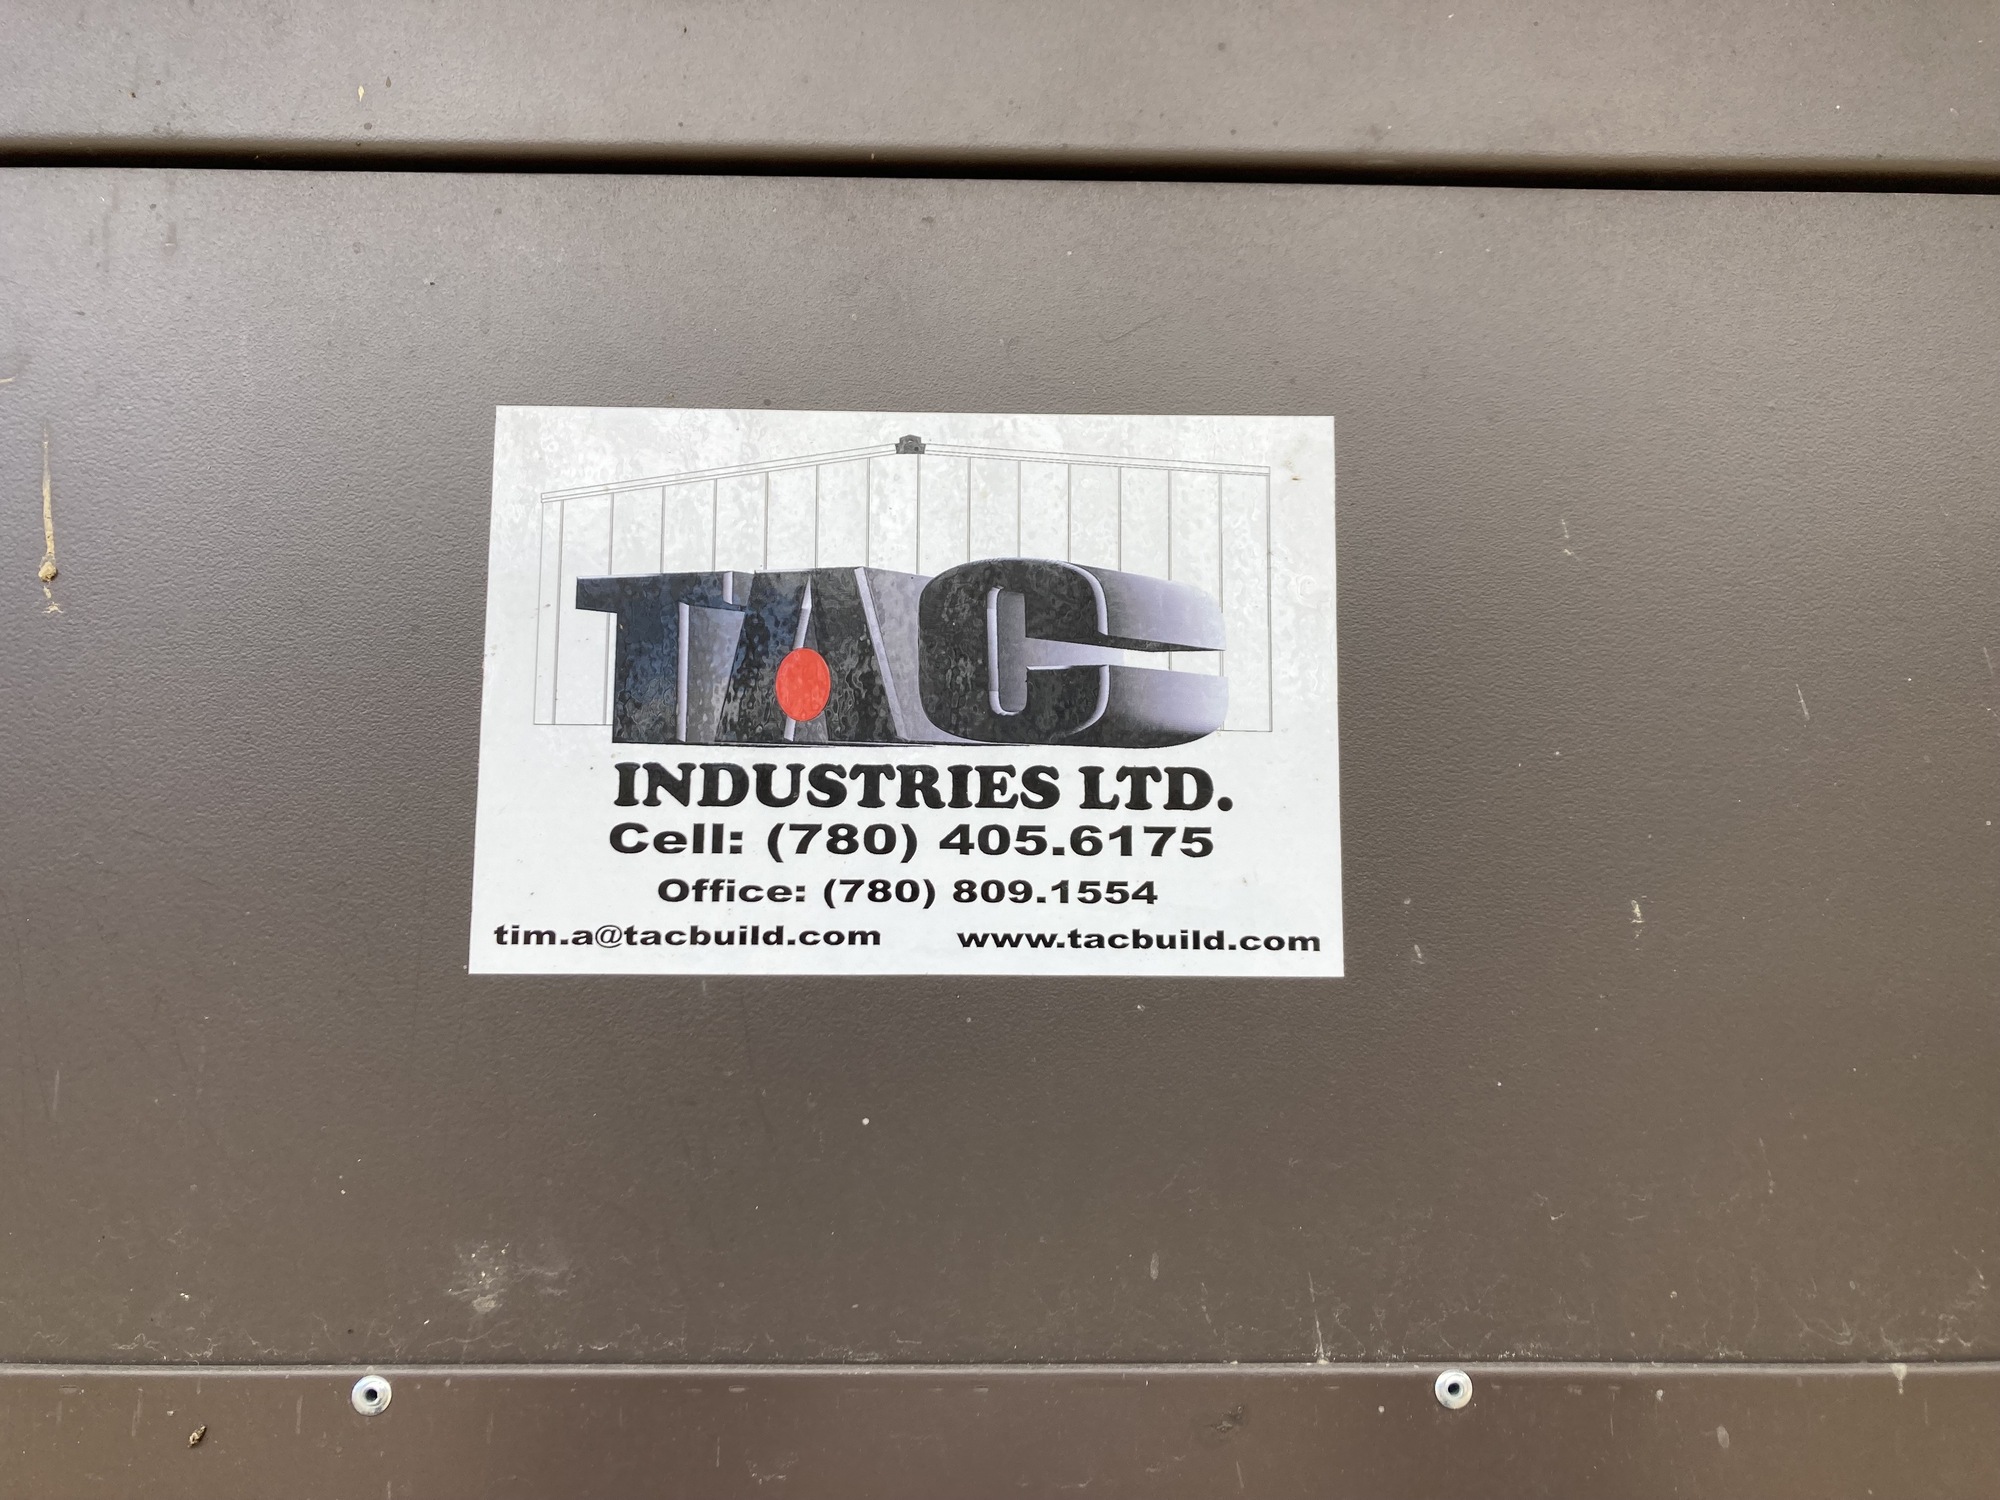 TAC
INDUSTRIES LTD.
Cell: (780) 405.6175
Office: (780) 809.1554
tim.a@tacbuild.com www.tacbuild.com